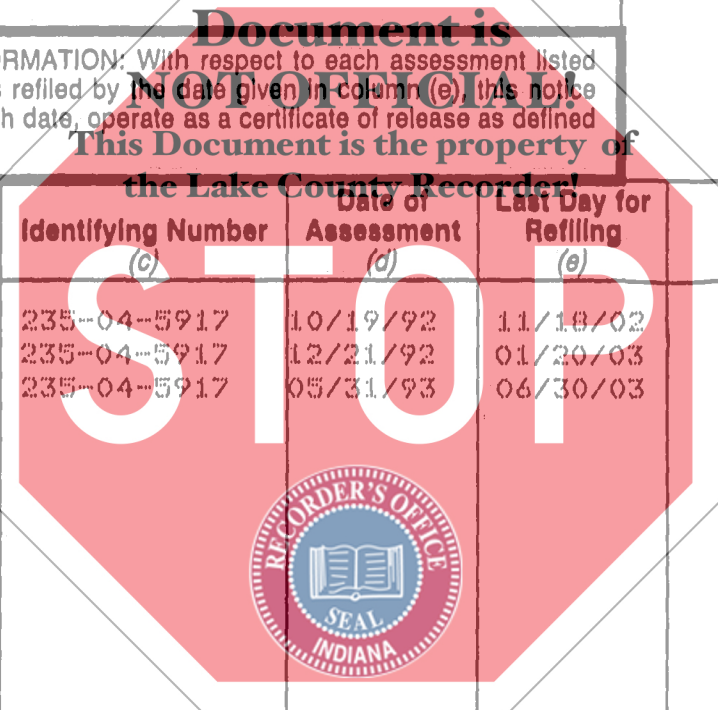 Document is
RMATION: With respect to each assessment listed
refiled by the date given in column (e), this notice
NOT OFFICIAL!
h date, operate as a certificate of release as defined
This Document is the property of
the Lake County Recorder!
Identifying Number
(c)
Date of
Assessment
(d)
Last Day for
Refiling
(e)
STOP
235-04-5917 10/19/92 11/18/02
235-04-5917 12/21/92 01/20/03
235-04-5917 05/31/93 06/30/03
RECORDER'S OFFICE
SEAL
INDIANA